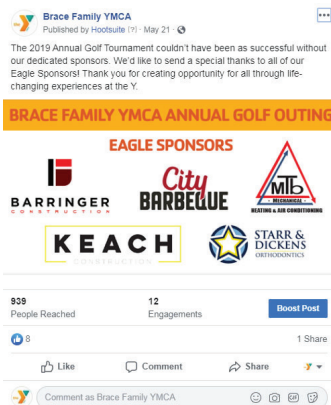 Brace Family YMCA
Published by Hootsuite [?] · May 21 ·
The 2019 Annual Golf Tournament couldn't have been as successful without
our dedicated sponsors. We'd like to send a special thanks to all of our
Eagle Sponsors! Thank you for creating opportunity for all through life-
changing experiences at the Y.
BRACE FAMILY YMCA ANNUAL GOLF OUTING
EAGLE SPONSORS
BARRINGER
CONSTRUCTION
City
BARBEQUE
MTB
MECHANICAL
HEATING & AIR CONDITIONING
KEACH
CONSTRUCTION
STARR &
DICKENS
ORTHODONTICS
939
People Reached
12
Engagements
Boost Post
8
1 Share
Like
Comment
Share
Comment as Brace Family YMCA
GIF